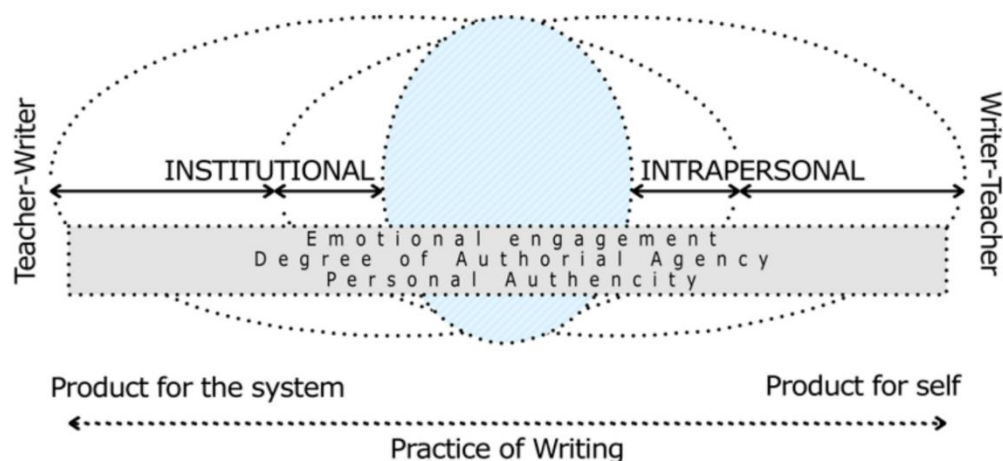 Teacher-Writer
INSTITUTIONAL
INTRAPERSONAL
Writer-Teacher
Emotional engagement
Degree of Authorial Agency
Personal Authencity
Product for the system
Product for self
Practice of Writing